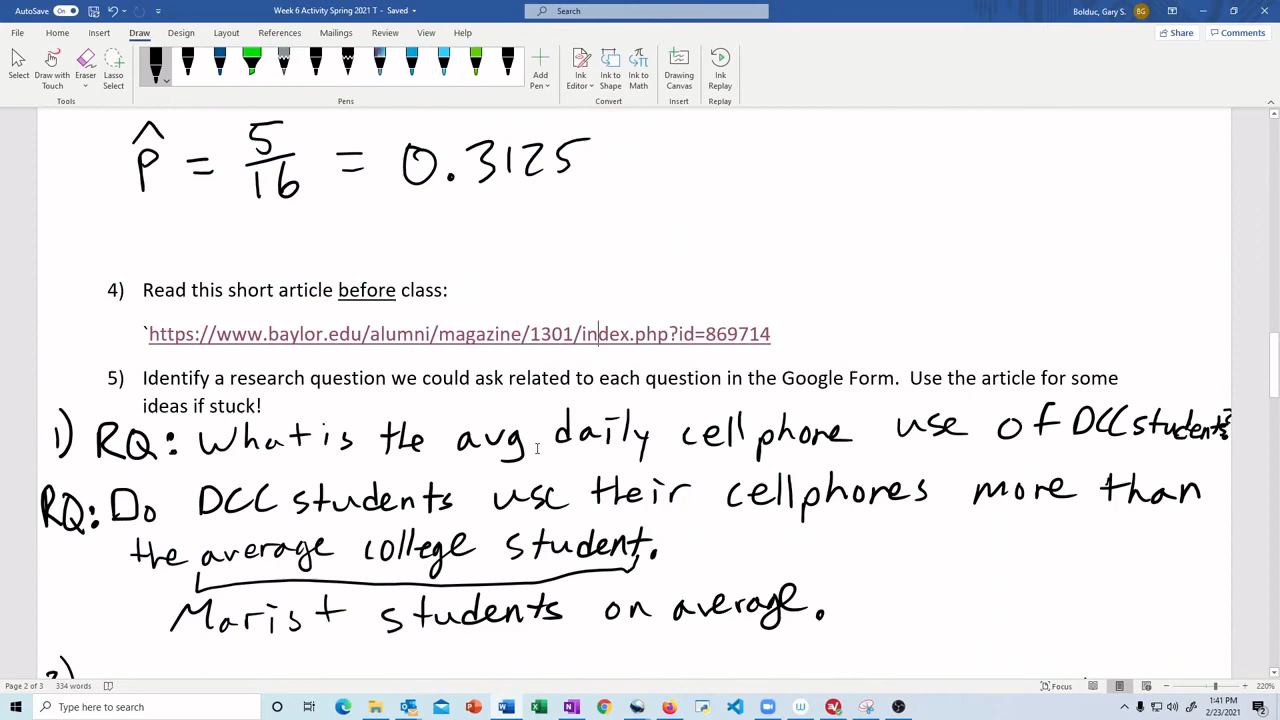 AutoSave On Week 6 Activity Spring 2021 T - Saved Search Bolduc, Gary S. BG
File Home Insert Draw Design Layout References Mailings Review View Help Share Comments
Select Draw with Touch Eraser Lasso Select Add Pen Ink Editor Ink to Shape Ink to Math Drawing Canvas Ink Replay
Tools Pens Convert Insert Replay
p̂ = 5/16 = 0.3125
4) Read this short article before class:
`https://www.baylor.edu/alumni/magazine/1301/index.php?id=869714
5) Identify a research question we could ask related to each question in the Google Form. Use the article for some
ideas if stuck!
1) RQ: What is the avg daily cell phone use of DCC students?
RQ: Do DCC students use their cellphones more than
the average college student.
Marist students on average.
2)
Page 2 of 3 334 words Focus 220%
Type here to search 1:41 PM
2/23/2021